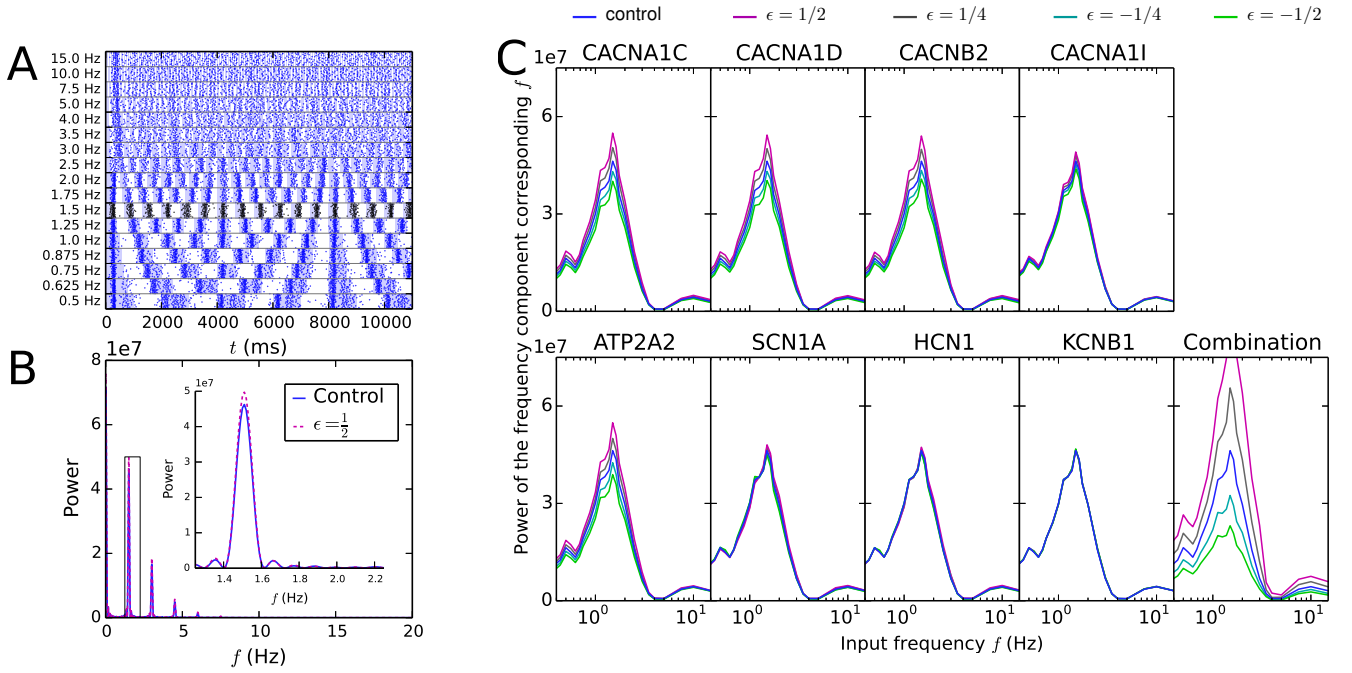 control
ϵ = 1/2
ϵ = 1/4
ϵ = −1/4
ϵ = −1/2
A
15.0 Hz
10.0 Hz
7.5 Hz
5.0 Hz
4.0 Hz
3.5 Hz
3.0 Hz
2.5 Hz
2.0 Hz
1.75 Hz
1.5 Hz
1.25 Hz
1.0 Hz
0.875 Hz
0.75 Hz
0.625 Hz
0.5 Hz
0 2000 4000 6000 8000 10000
t (ms)
B
1e7
8
6
4
2
0
Power
0 5 10 15 20
f (Hz)
1e7
5
4
3
2
1
0
Power
1.4 1.6 1.8 2.0 2.2
f (Hz)
Control
ϵ = 1/2
C
1e7
CACNA1C CACNA1D CACNB2 CACNA1I
6
3
0
Power of the frequency component corresponding f
1e7
ATP2A2 SCN1A HCN1 KCNB1 Combination
6
3
0
10⁰ 10⁰ 10⁰ 10⁰ 10⁰ 10¹
Input frequency f (Hz)